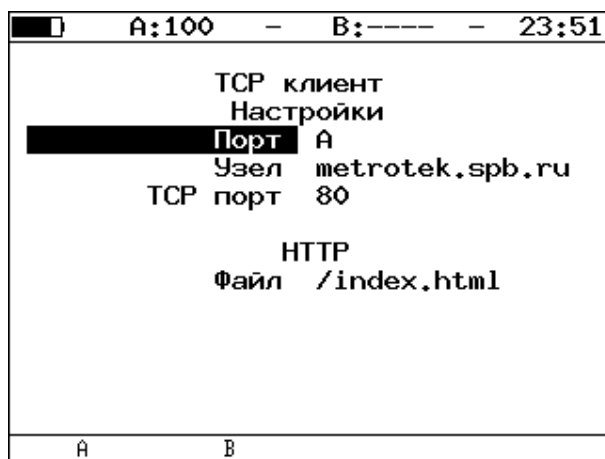 A:100 – B:---- – 23:51
TCP клиент
Настройки
Порт A
Узел metrotek.spb.ru
TCP порт 80
HTTP
Файл /index.html
A B